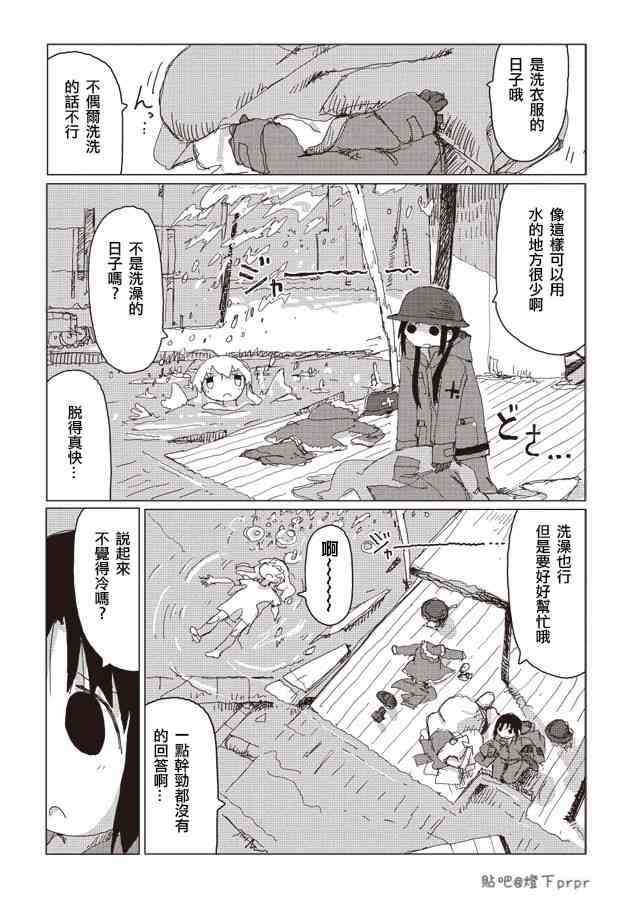 是洗衣服的
日子哦
不偶爾洗洗
的話不行
んっ…
像這樣可以用
水的地方很少啊
不是洗澡的
日子嗎?
脱得真快…
どさ…
洗澡也行
但是要好好幫忙哦
啊~~~~~
說起來
不覺得冷嗎?
一點幹勁都沒有
的回答啊…
貼吧@燈下prpr